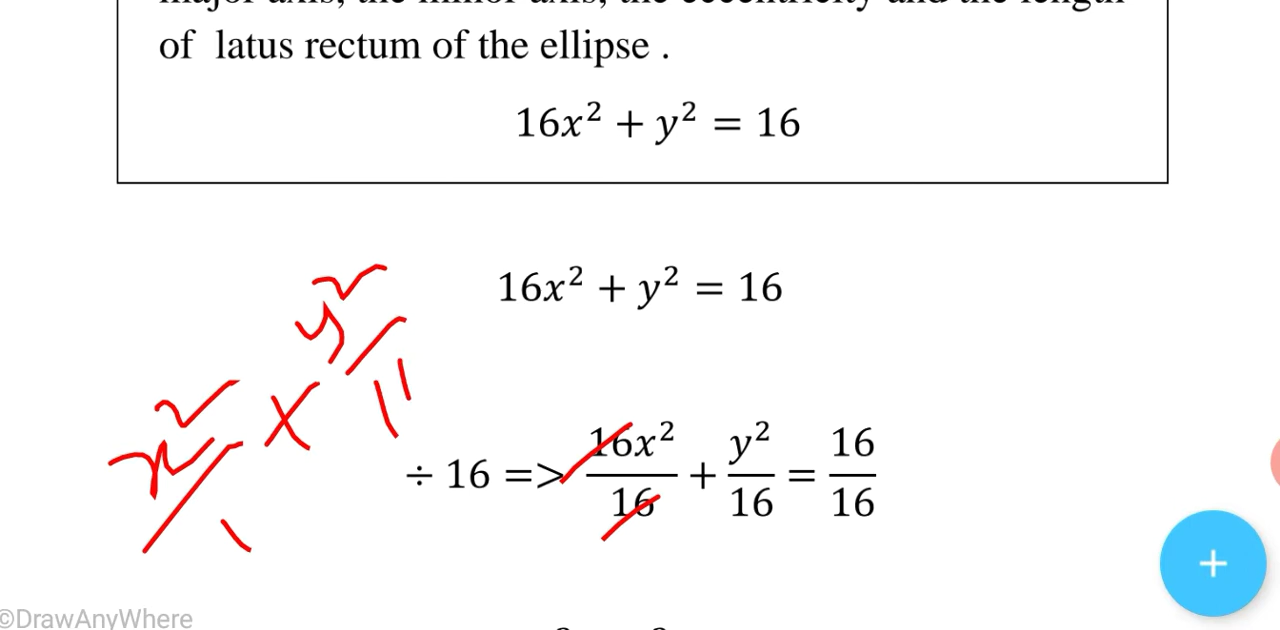 of latus rectum of the ellipse .
16x² + y² = 16
16x² + y² = 16
x²/1 + y²/
÷ 16 => 16x²/16 + y²/16 = 16/16
+
©DrawAnyWhere